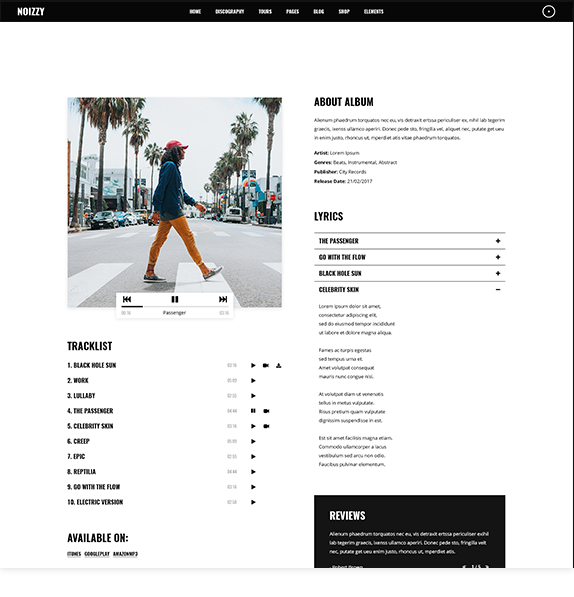 NOIZZY
HOME DISCOGRAPHY TOURS PAGES BLOG SHOP ELEMENTS
00:16 Passenger 03:16
TRACKLIST
1. BLACK HOLE SUN 03:16
2. WORK 05:09
3. LULLABY 02:55
4. THE PASSENGER 04:44
5. CELEBRITY SKIN 03:16
6. CREEP 05:09
7. EPIC 02:55
8. REPTILIA 04:44
9. GO WITH THE FLOW 03:16
10. ELECTRIC VERSION 02:58
AVAILABLE ON:
ITUNES GOOGLEPLAY AMAZONMP3
ABOUT ALBUM
Alienum phaedrum torquatos nec eu, vis detraxit ertssa periculiser ex, nihil lab tegerim
graecis, ixenss ullamco aperiri. Donec pede sto, fringilla vel, aliquet nec, putate get ueu
in enim justo, rhoncus ut, mperdiet atis vitae phaedrum torquatos.
Artist: Lorem Ipsum
Genres: Beats, Instrumental, Abstract
Publisher: City Records
Release Date: 21/02/2017
LYRICS
THE PASSENGER +
GO WITH THE FLOW +
BLACK HOLE SUN +
CELEBRITY SKIN −
Lorem ipsum dolor sit amet,
consectetur adipiscing elit,
sed do eiusmod tempor incididunt
ut labore et dolore magna aliqua.
Fames ac turpis egestas
sed tempus urna et.
Amet volutpat consequat
mauris nunc congue nisi.
At volutpat diam ut venenatis
tellus in metus vulputate.
Risus pretium quam vulputate
dignissim suspendisse in est.
Est sit amet facilisis magna etiam.
Commodo ullamcorper a lacus
vestibulum sed arcu non odio.
Faucibus pulvinar elementum.
REVIEWS
Alienum phaedrum torquatos nec eu, vis detraxit periculiser exihil
lab tegerim graecis, ixenss ullamco aperiri. Donec pede sto, fringilla vel,
nec, putate get ueu enim justo, rhoncus ut, mperdiet atis.
- Robert Brown 1/5